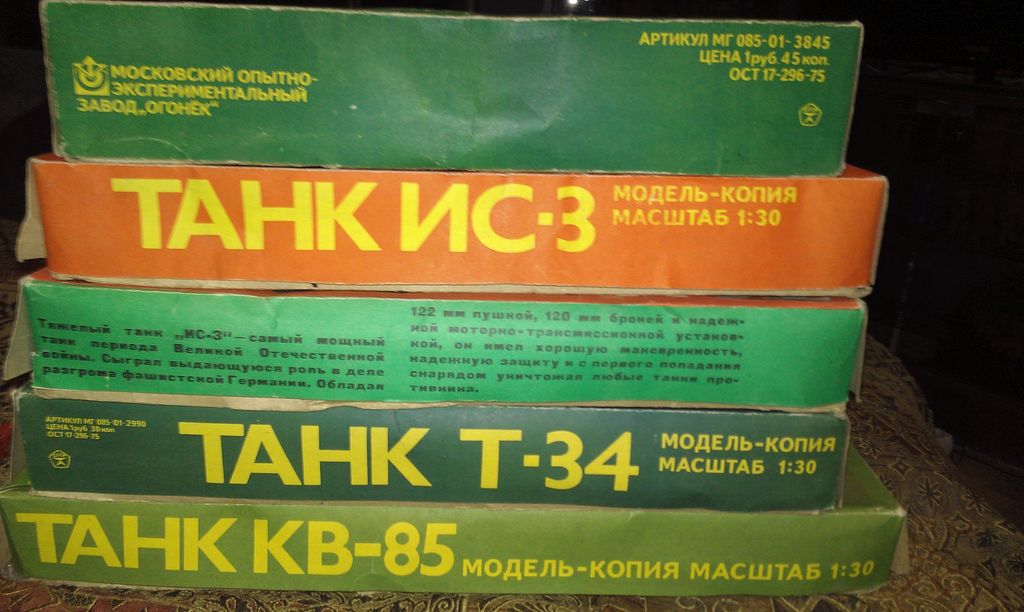 МОСКОВСКИЙ ОПЫТНО-
ЭКСПЕРИМЕНТАЛЬНЫЙ
ЗАВОД „ОГОНЁК“
АРТИКУЛ МГ 085-01-3845
ЦЕНА 1руб. 45 коп.
ОСТ 17-296-75
ТАНК ИС-3
МОДЕЛЬ-КОПИЯ
МАСШТАБ 1:30
Тяжелый танк „ИС-3“ — самый мощный
танк периода Великой Отечественной
войны. Сыграл выдающуюся роль в деле
разгрома фашистской Германии. Обладая
122 мм пушкой, 120 мм броней и надеж-
ной моторно-трансмиссионной установ-
кой, он имел хорошую маневренность,
надежную защиту и с первого попадания
снарядом уничтожал любые танки про-
тивника.
АРТИКУЛ МГ 085-01-2990
ЦЕНА 1руб. 30 коп
ОСТ 17-296-75
ТАНК Т-34
МОДЕЛЬ-КОПИЯ
МАСШТАБ 1:30
ТАНК КВ-85
МОДЕЛЬ-КОПИЯ МАСШТАБ 1:30